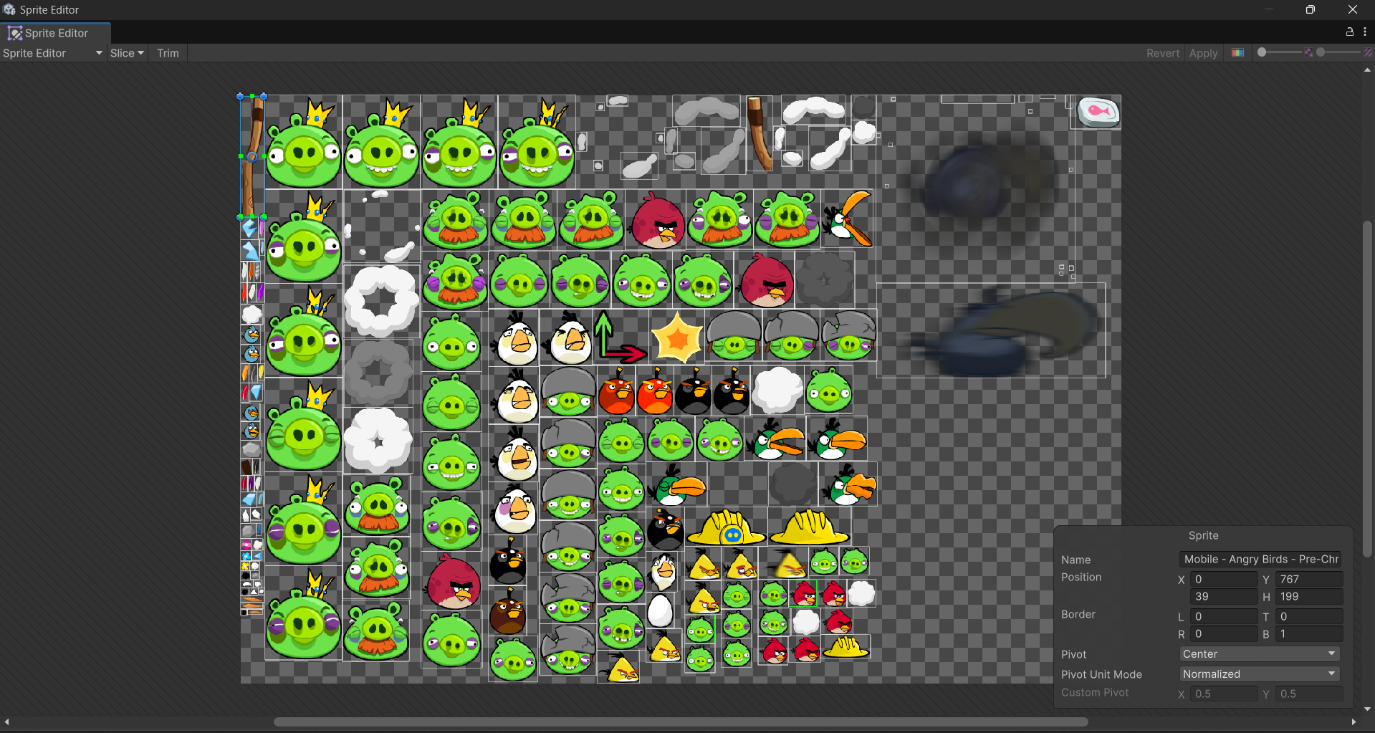 Sprite Editor
Sprite Editor
Sprite Editor Slice Trim Revert Apply
Sprite
Name Mobile - Angry Birds - Pre-Chr
Position X 0 Y 767
39 H 199
Border L 0 T 0
R 0 B 1
Pivot Center
Pivot Unit Mode Normalized
Custom Pivot X 0.5 Y 0.5